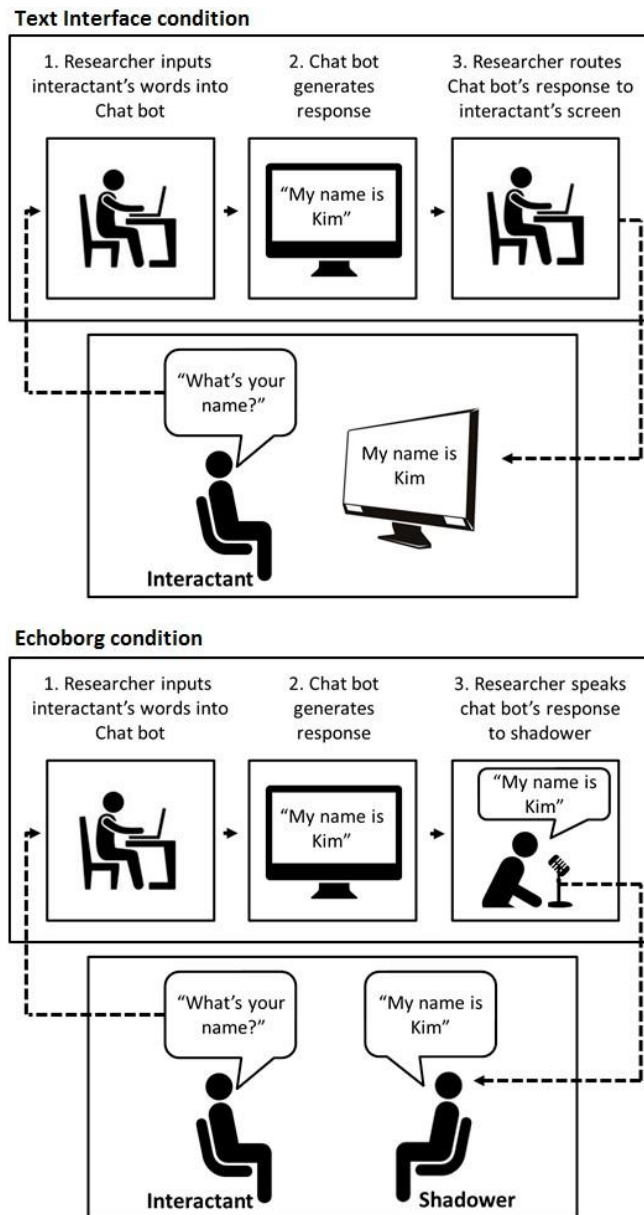 Text Interface condition
1. Researcher inputs
interactant's words into
Chat bot
2. Chat bot
generates
response
3. Researcher routes
Chat bot's response to
interactant's screen
“My name is
Kim”
“What's your
name?”
My name is
Kim
Interactant
Echoborg condition
1. Researcher inputs
interactant's words into
Chat bot
2. Chat bot
generates
response
3. Researcher speaks
chat bot's response
to shadower
“My name is
Kim”
“My name is
Kim”
“What's your
name?”
“My name is
Kim”
Interactant
Shadower